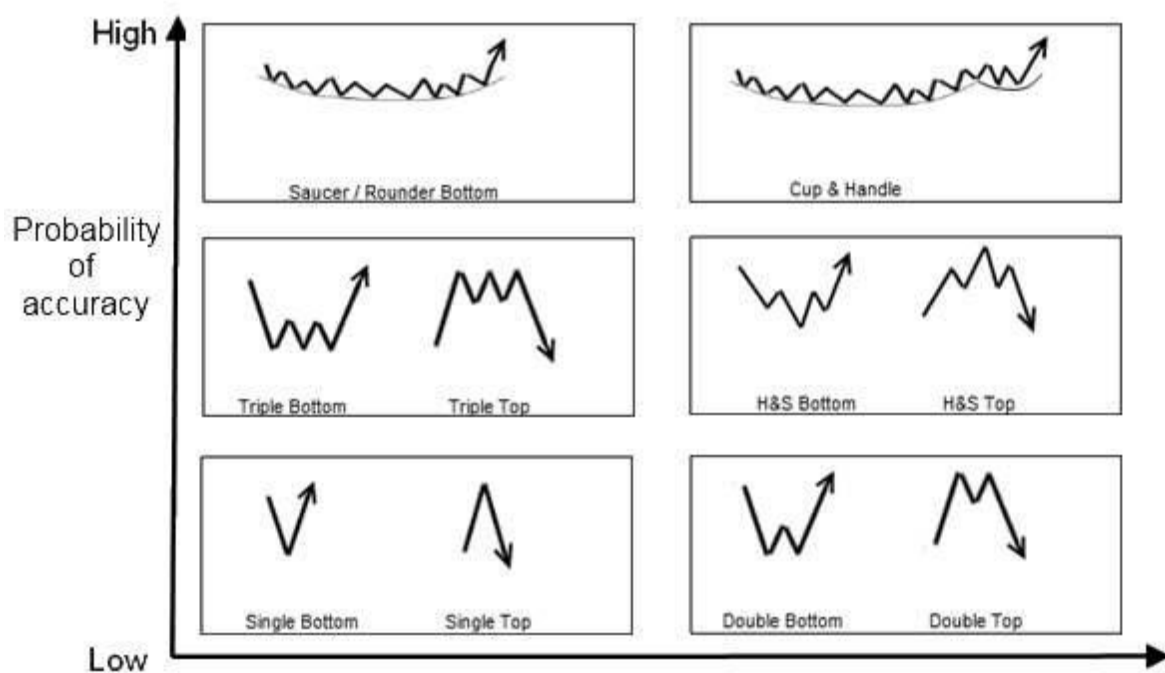 High
Saucer / Rounder Bottom
Cup & Handle
Probability
of
accuracy
Triple Bottom
Triple Top
H&S Bottom
H&S Top
Single Bottom
Single Top
Double Bottom
Double Top
Low